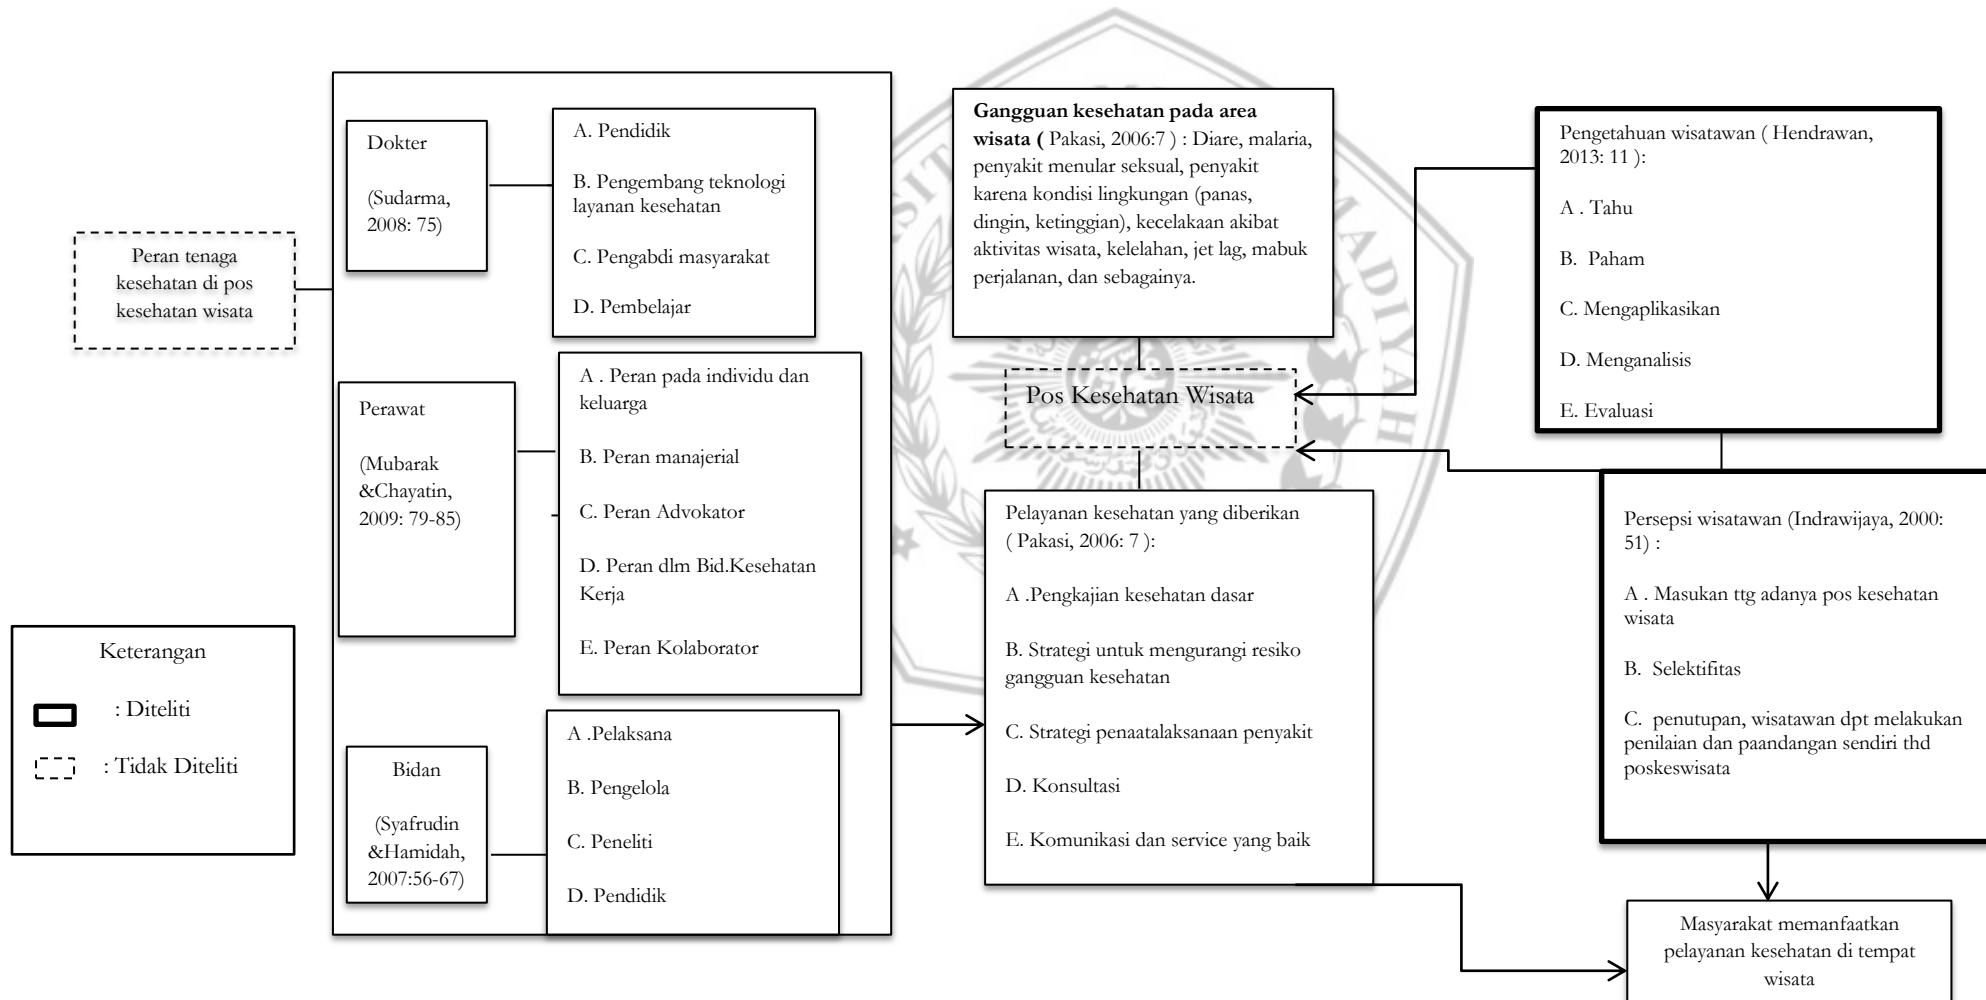 Peran tenaga
kesehatan di pos
kesehatan wisata
Dokter
(Sudarma,
2008: 75)
A. Pendidik
B. Pengembang teknologi
layanan kesehatan
C. Pengabdi masyarakat
D. Pembelajar
Perawat
(Mubarak
&Chayatin,
2009: 79-85)
A . Peran pada individu dan
keluarga
B. Peran manajerial
C. Peran Advokator
D. Peran dlm Bid.Kesehatan
Kerja
E. Peran Kolaborator
Bidan
(Syafrudin
&Hamidah,
2007:56-67)
A .Pelaksana
B. Pengelola
C. Peneliti
D. Pendidik
Keterangan
: Diteliti
: Tidak Diteliti
Gangguan kesehatan pada area
wisata ( Pakasi, 2006:7 ) : Diare, malaria,
penyakit menular seksual, penyakit
karena kondisi lingkungan (panas,
dingin, ketinggian), kecelakaan akibat
aktivitas wisata, kelelahan, jet lag, mabuk
perjalanan, dan sebagainya.
Pos Kesehatan Wisata
Pelayanan kesehatan yang diberikan
( Pakasi, 2006: 7 ):
A .Pengkajian kesehatan dasar
B. Strategi untuk mengurangi resiko
gangguan kesehatan
C. Strategi penaatalaksanaan penyakit
D. Konsultasi
E. Komunikasi dan service yang baik
Pengetahuan wisatawan ( Hendrawan,
2013: 11 ):
A . Tahu
B. Paham
C. Mengaplikasikan
D. Menganalisis
E. Evaluasi
Persepsi wisatawan (Indrawijaya, 2000:
51) :
A . Masukan ttg adanya pos kesehatan
wisata
B. Selektifitas
C. penutupan, wisatawan dpt melakukan
penilaian dan paandangan sendiri thd
poskeswisata
Masyarakat memanfaatkan
pelayanan kesehatan di tempat
wisata